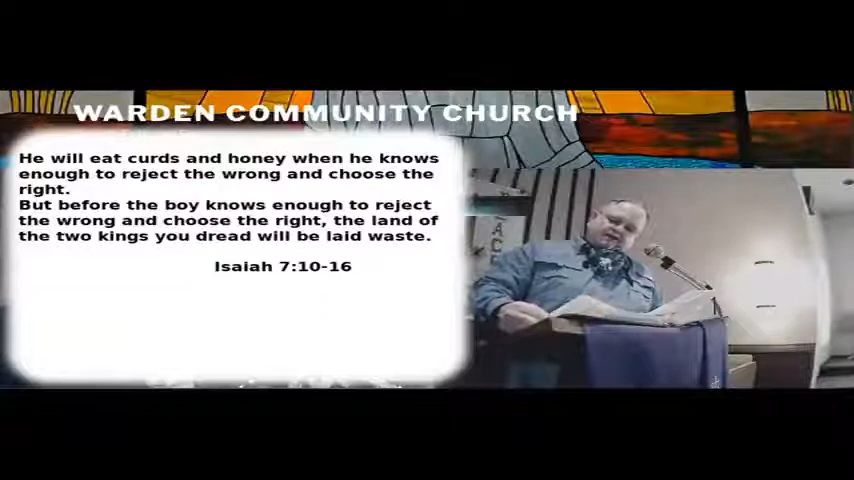 WARDEN COMMUNITY CHURCH
He will eat curds and honey when he knows
enough to reject the wrong and choose the
right.
But before the boy knows enough to reject
the wrong and choose the right, the land of
the two kings you dread will be laid waste.
Isaiah 7:10-16